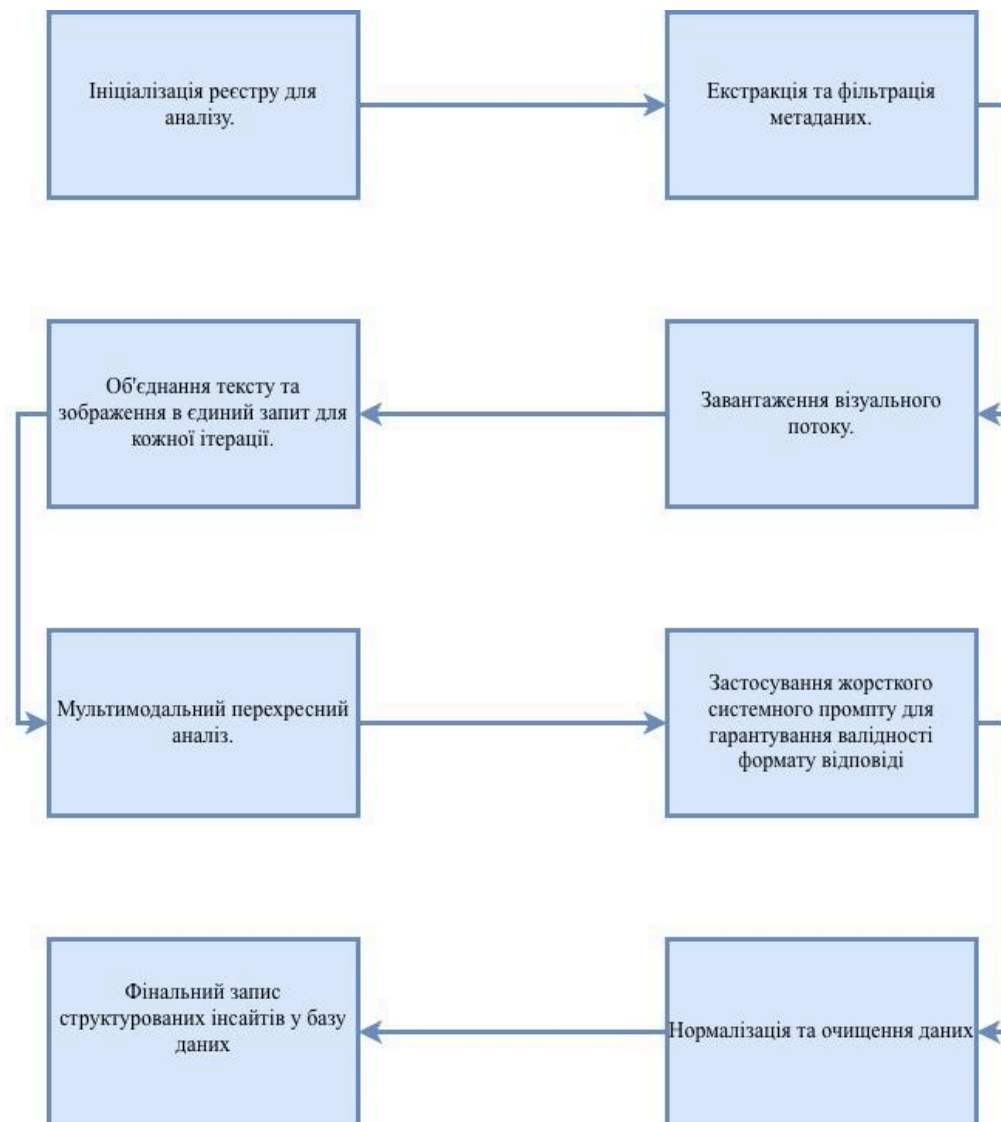 Ініціалізація реєстру для
аналізу.
Екстракція та фільтрація
метаданих.
Завантаження візуального
потоку.
Об'єднання тексту та
зображення в єдиний запит для
кожної ітерації.
Мультимодальний перехресний
аналіз.
Застосування жорсткого
системного промпту для
гарантування валідності
формату відповіді
Нормалізація та очищення даних
Фінальний запис
структурованих інсайтів у базу
даних